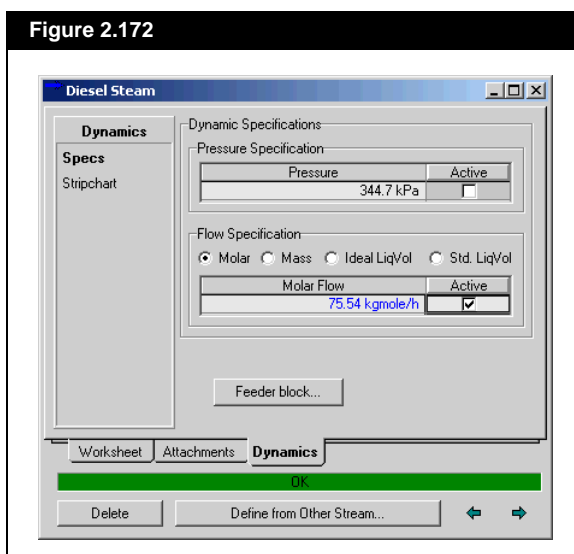 Figure 2.172
Diesel Steam
Dynamics
Specs
Stripchart
Dynamic Specifications
Pressure Specification
Pressure Active
344.7 kPa
Flow Specification
Molar Mass Ideal LiqVol Std. LiqVol
Molar Flow Active
75.54 kgmole/h
Feeder block...
Worksheet Attachments Dynamics
OK
Delete Define from Other Stream...